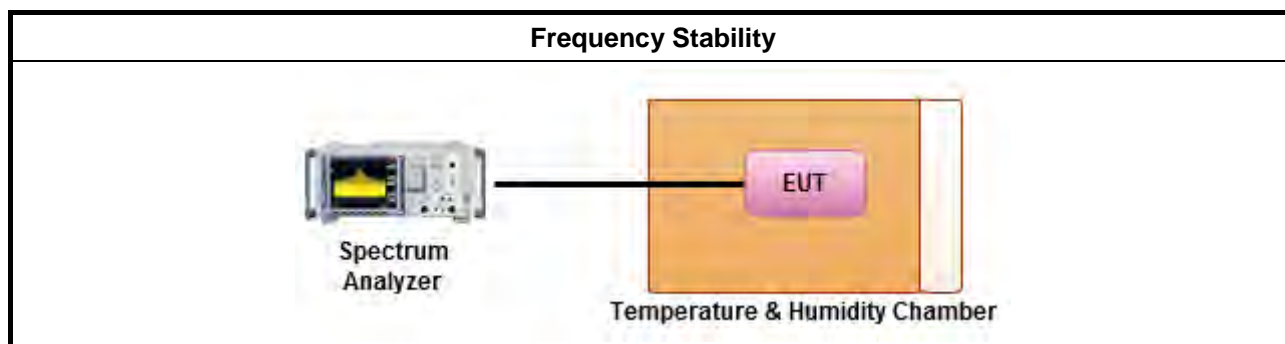 Frequency Stability
EUT
Spectrum
Analyzer
Temperature & Humidity Chamber